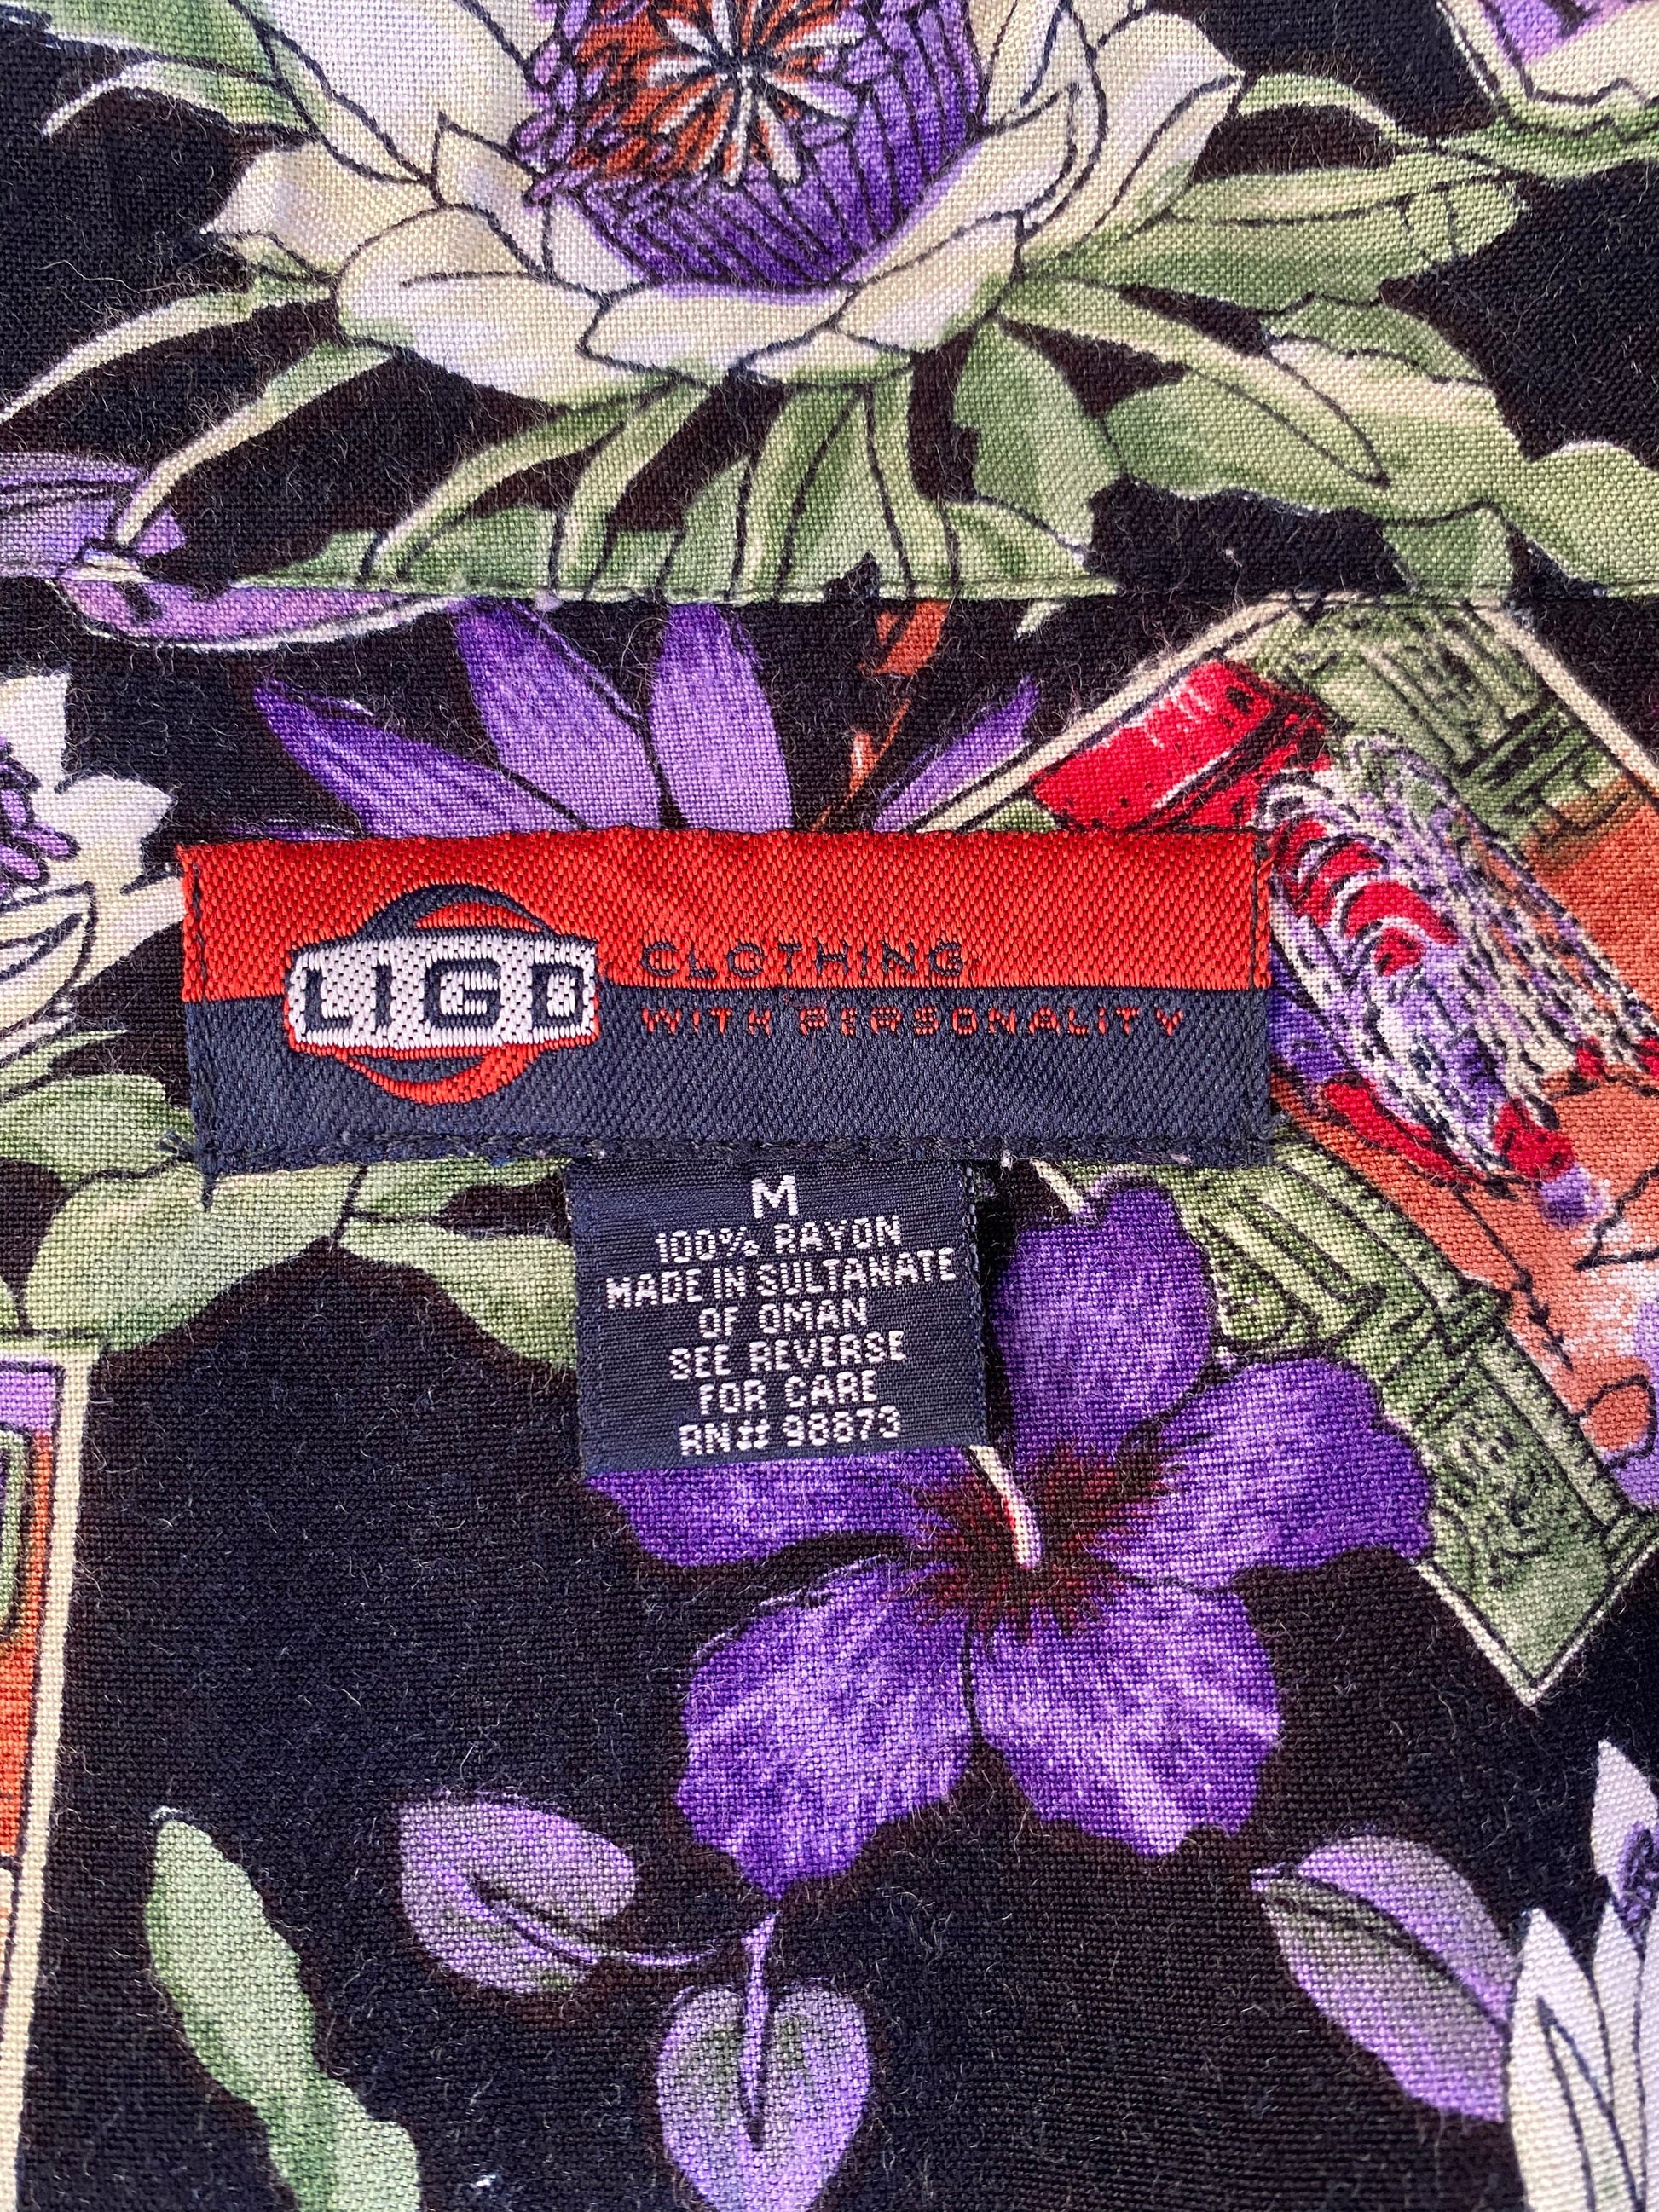 LIGO
CLOTHING
WITH PERSONALITY
M
100% RAYON
MADE IN SULTANATE
OF OMAN
SEE REVERSE
FOR CARE
RN# 98873